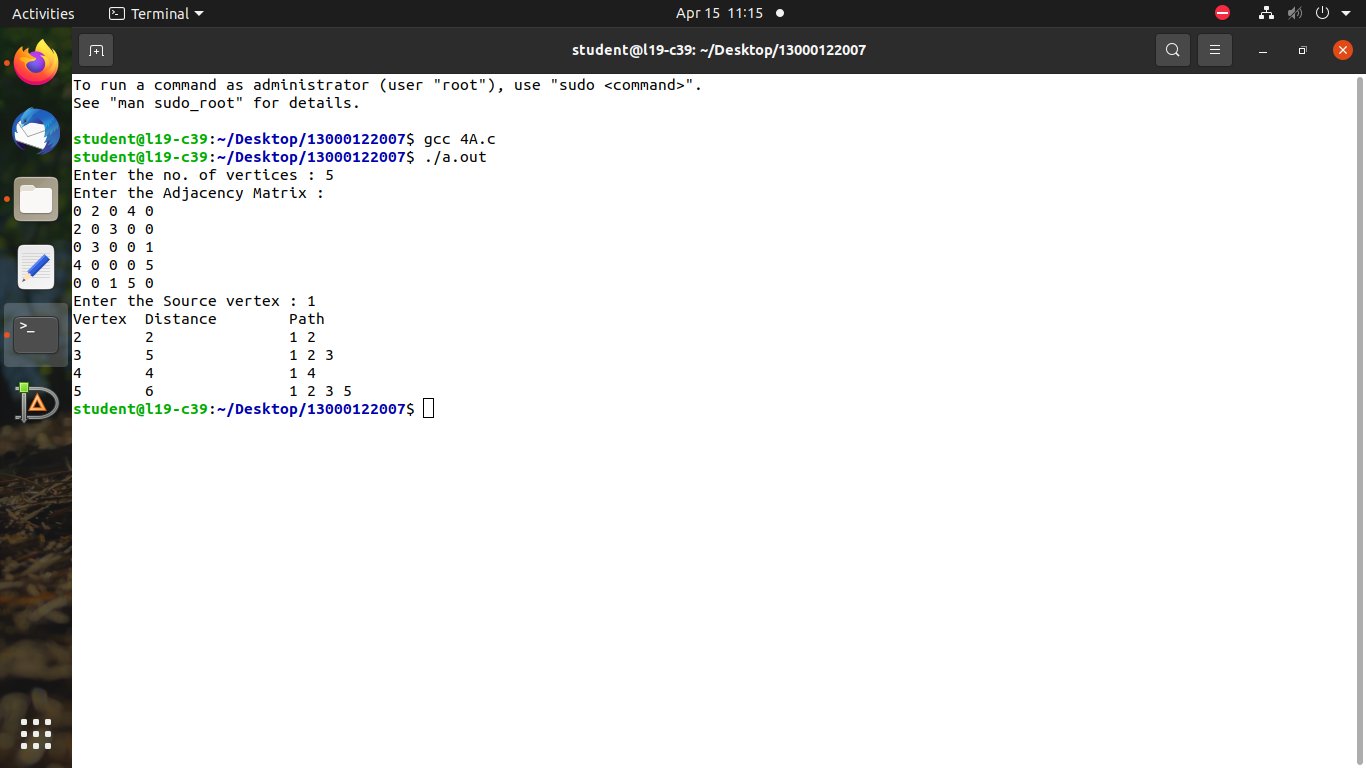 Activities Terminal Apr 15 11:15
student@l19-c39: ~/Desktop/13000122007
To run a command as administrator (user "root"), use "sudo <command>".
See "man sudo_root" for details.
student@l19-c39:~/Desktop/13000122007$ gcc 4A.c
student@l19-c39:~/Desktop/13000122007$ ./a.out
Enter the no. of vertices : 5
Enter the Adjacency Matrix :
0 2 0 4 0
2 0 3 0 0
0 3 0 0 1
4 0 0 0 5
0 0 1 5 0
Enter the Source vertex : 1
Vertex  Distance        Path
2       2               1 2
3       5               1 2 3
4       4               1 4
5       6               1 2 3 5
student@l19-c39:~/Desktop/13000122007$